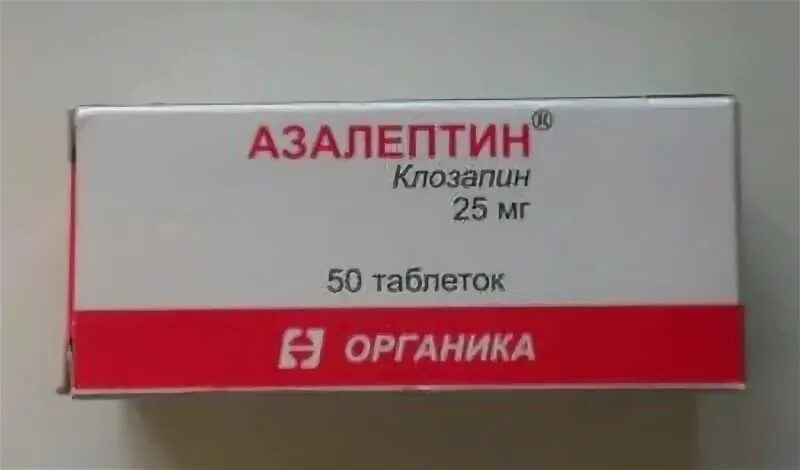 АЗАЛЕПТИН®
Клозапин
25 мг
50 таблеток
ОРГАНИКА